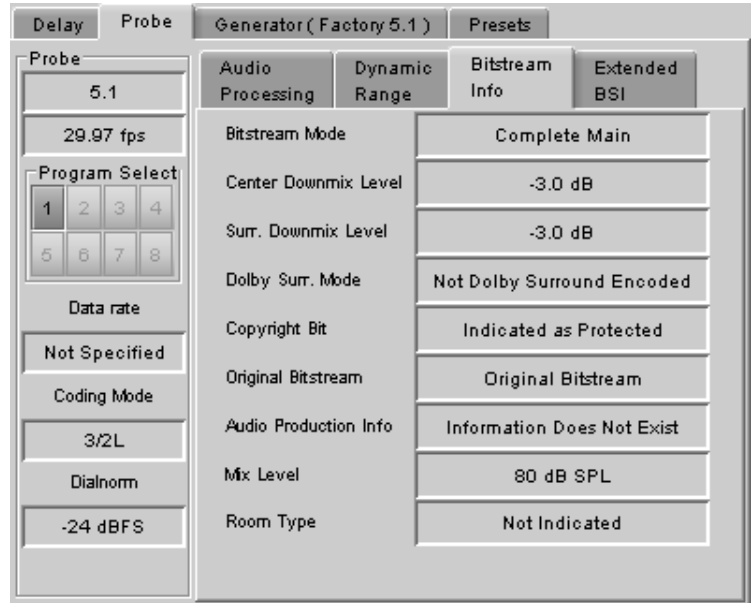 Delay
Probe
Generator ( Factory 5.1 )
Presets
Probe
5.1
29.97 fps
Program Select
1 2 3 4
5 6 7 8
Data rate
Not Specified
Coding Mode
3/2L
Dialnorm
-24 dBFS
Audio
Processing
Dynamic
Range
Bitstream
Info
Extended
BSI
Bitstream Mode Complete Main
Center Downmix Level -3.0 dB
Surr. Downmix Level -3.0 dB
Dolby Surr. Mode Not Dolby Surround Encoded
Copyright Bit Indicated as Protected
Original Bitstream Original Bitstream
Audio Production Info Information Does Not Exist
Mix Level 80 dB SPL
Room Type Not Indicated